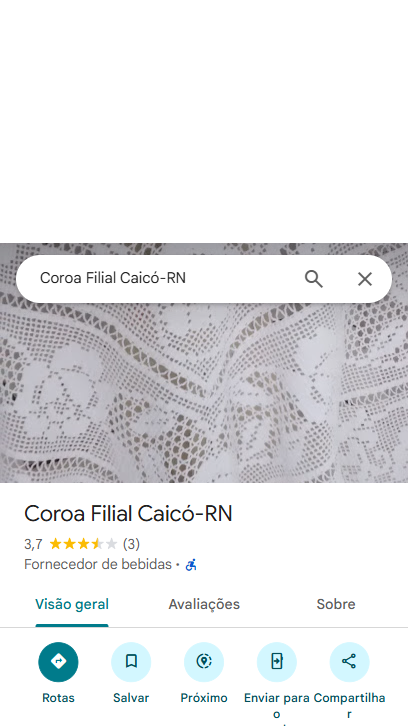 Coroa Filial Caicó-RN
Coroa Filial Caicó-RN
3,7 (3)
Fornecedor de bebidas ·
Visão geral Avaliações Sobre
Rotas Salvar Próximo Enviar para Compartilha
o r